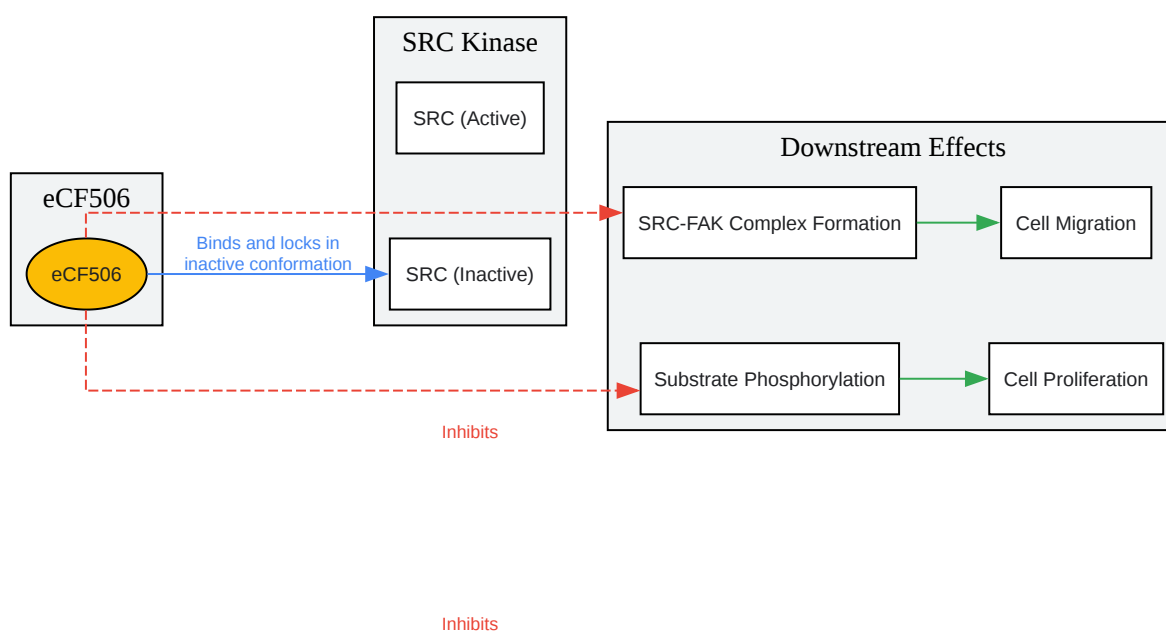 SRC Kinase
SRC (Active)
Downstream Effects
eCF506
SRC-FAK Complex Formation
Cell Migration
Binds and locks in
inactive conformation
eCF506
SRC (Inactive)
Substrate Phosphorylation
Cell Proliferation
Inhibits
Inhibits